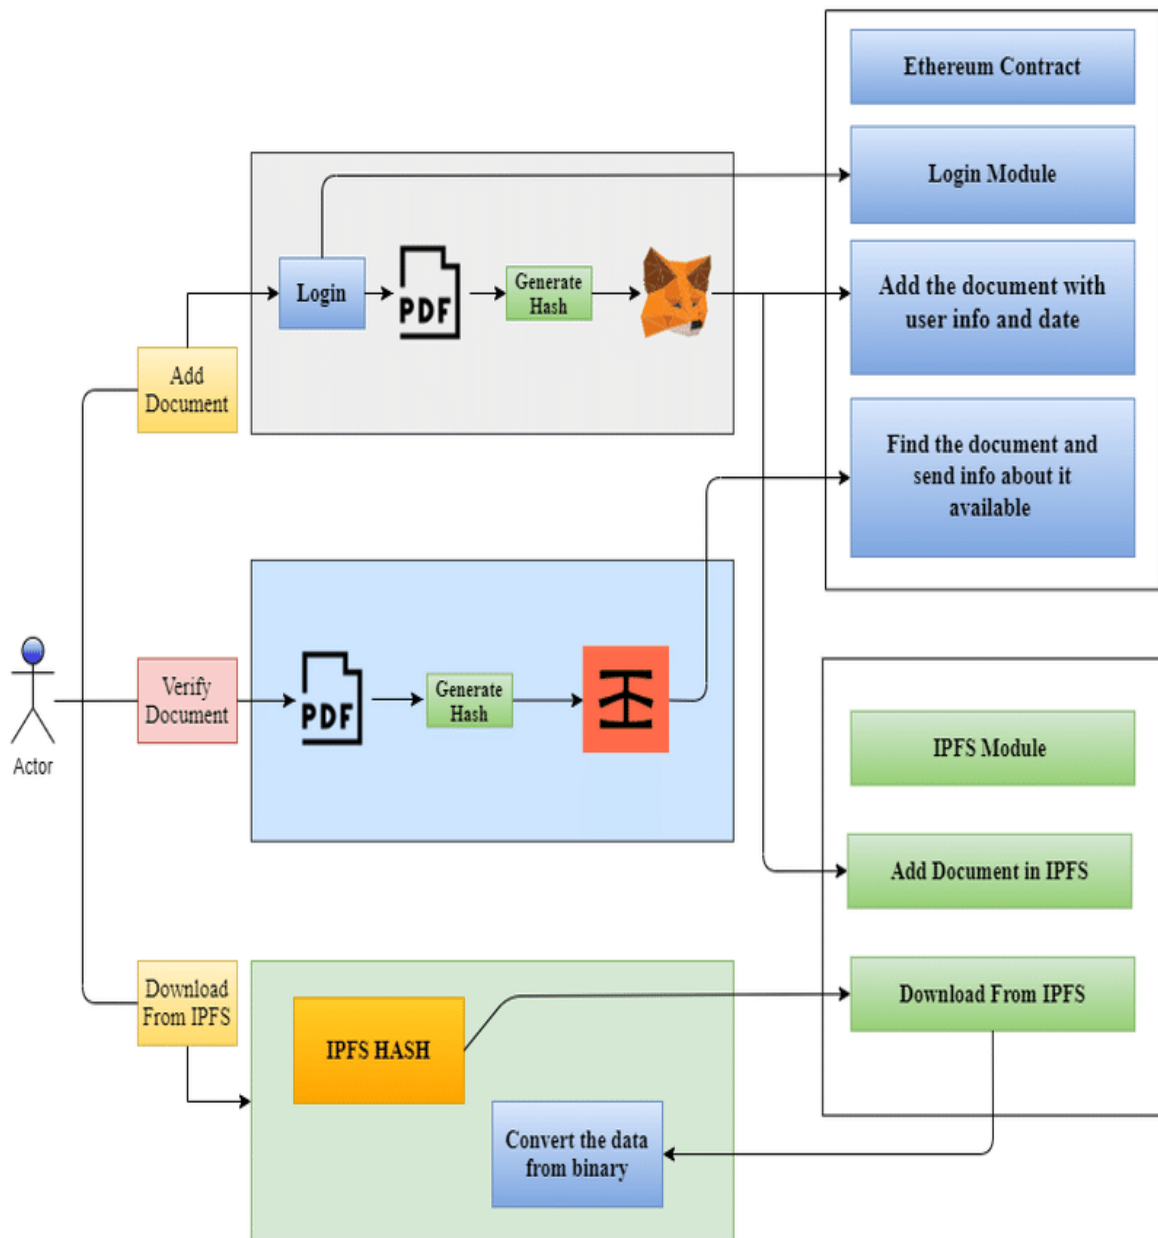 Ethereum Contract
Login Module
Add the document with
user info and date
Find the document and
send info about it
available
Login
PDF
Generate
Hash
Add
Document
Verify
Document
PDF
Generate
Hash
Actor
IPFS Module
Add Document in IPFS
Download From IPFS
Download
From IPFS
IPFS HASH
Convert the data
from binary